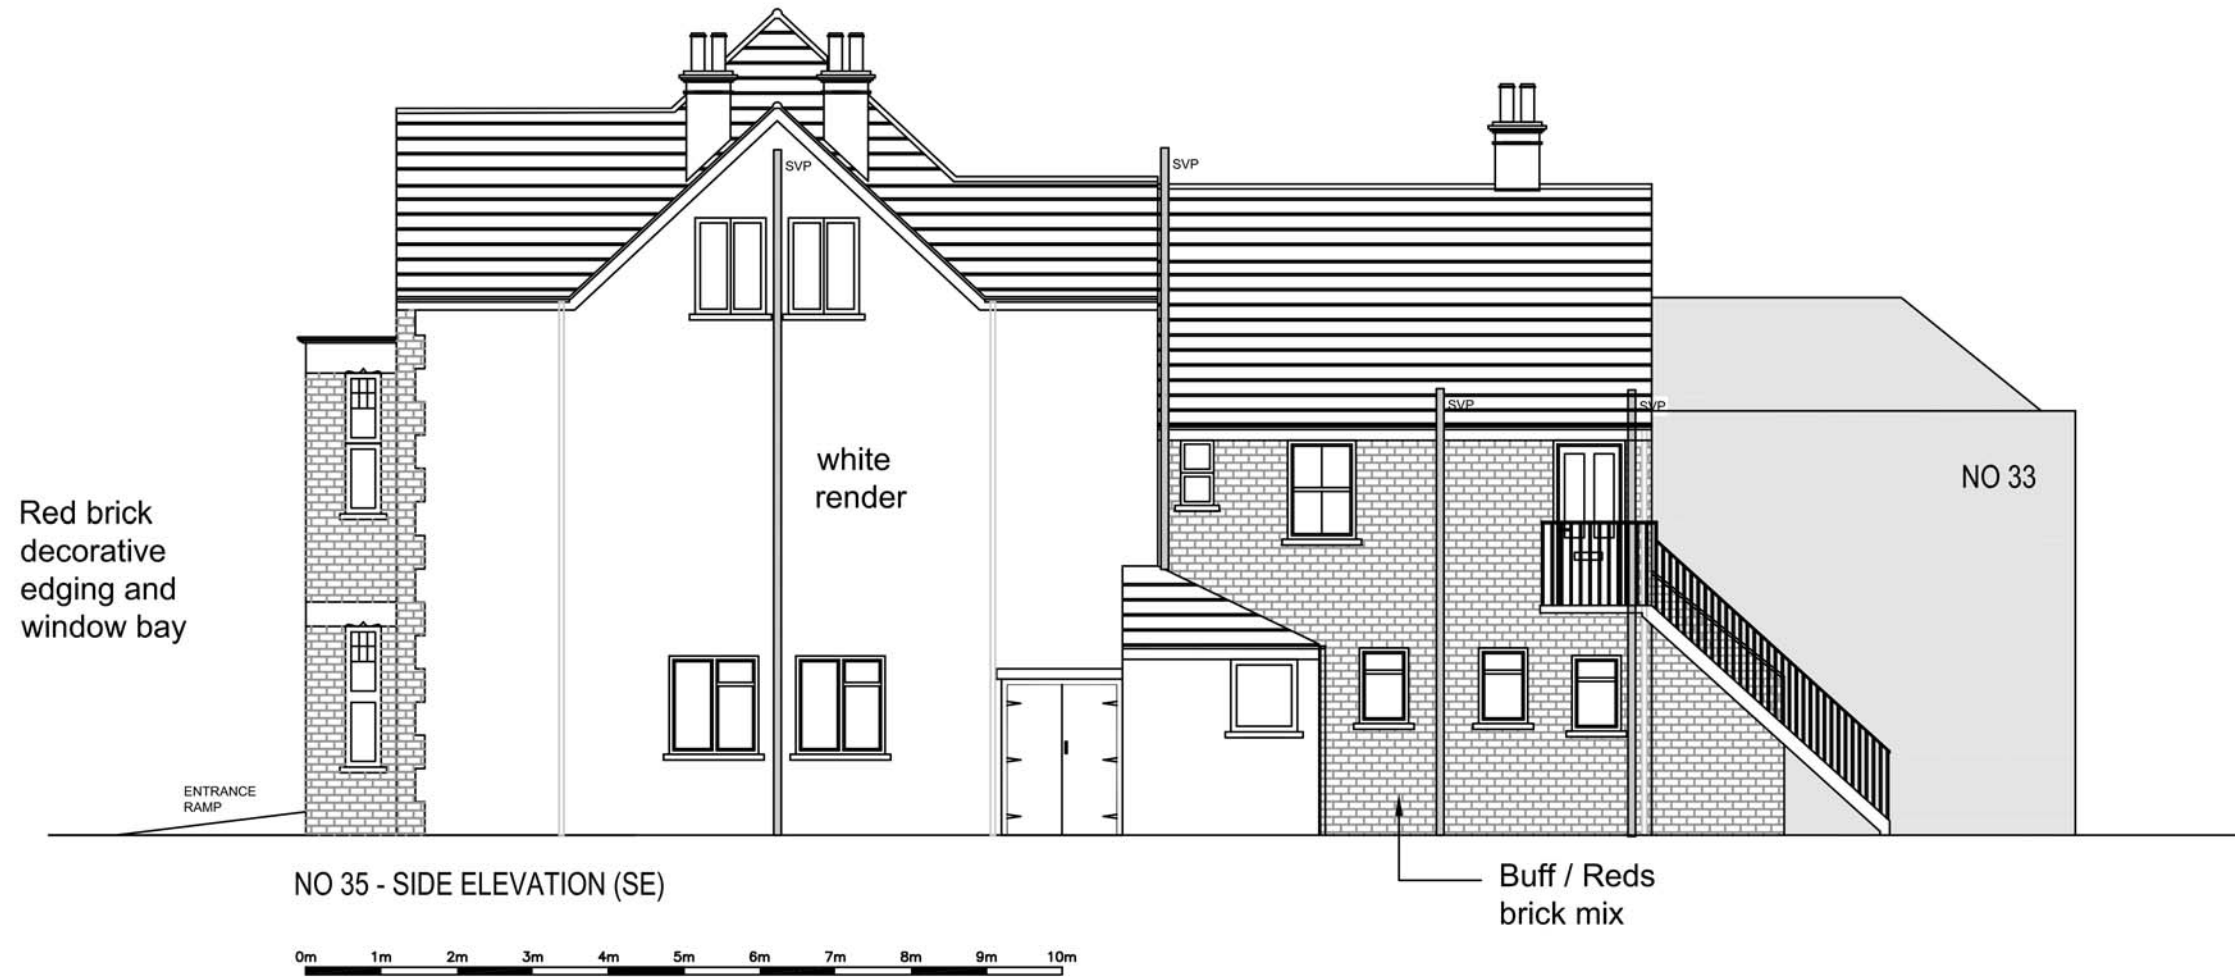 SVP
SVP
SVP
SVP
white
render
NO 33
Red brick
decorative
edging and
window bay
ENTRANCE
RAMP
Buff / Reds
brick mix
NO 35 - SIDE ELEVATION (SE)
0m 1m 2m 3m 4m 5m 6m 7m 8m 9m 10m